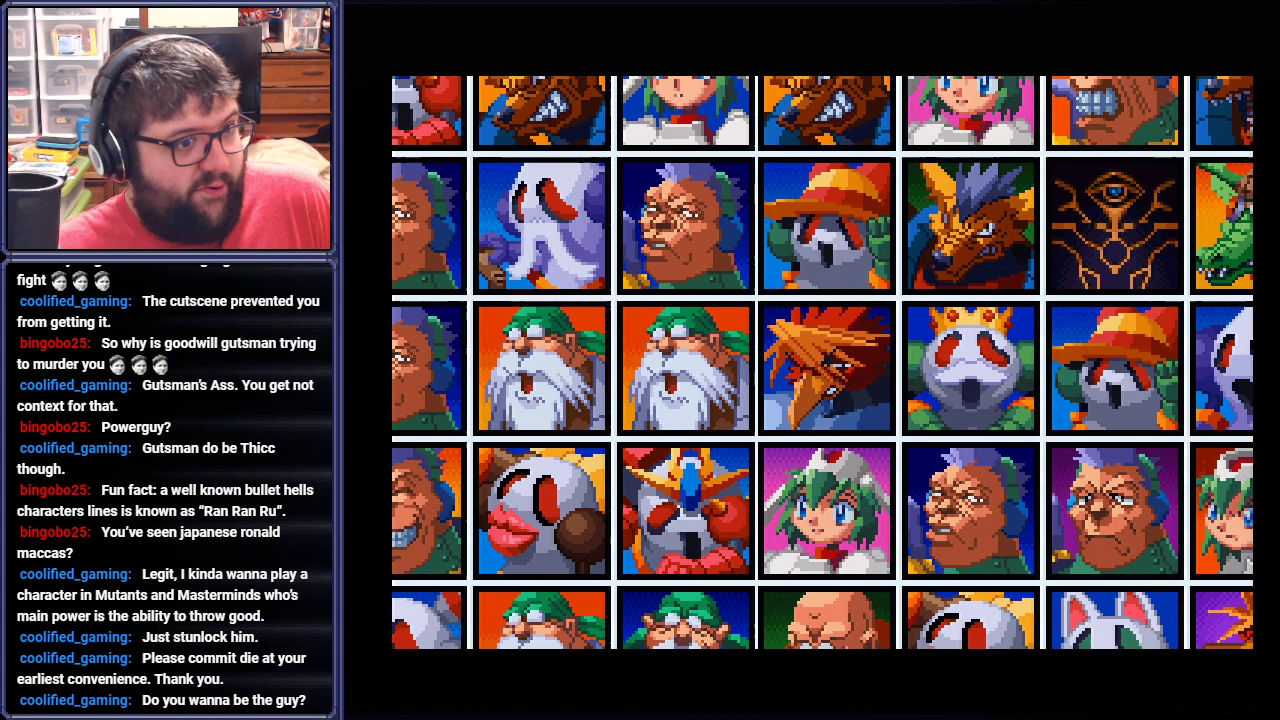 fight
coolified_gaming: The cutscene prevented you
from getting it.
bingobo25: So why is goodwill gutsman trying
to murder you
coolified_gaming: Gutsman's Ass. You get not
context for that.
bingobo25: Powerguy?
coolified_gaming: Gutsman do be Thicc
though.
bingobo25: Fun fact: a well known bullet hells
characters lines is known as “Ran Ran Ru”.
bingobo25: You've seen japanese ronald
maccas?
coolified_gaming: Legit, I kinda wanna play a
character in Mutants and Masterminds who's
main power is the ability to throw good.
coolified_gaming: Just stunlock him.
coolified_gaming: Please commit die at your
earliest convenience. Thank you.
coolified_gaming: Do you wanna be the guy?